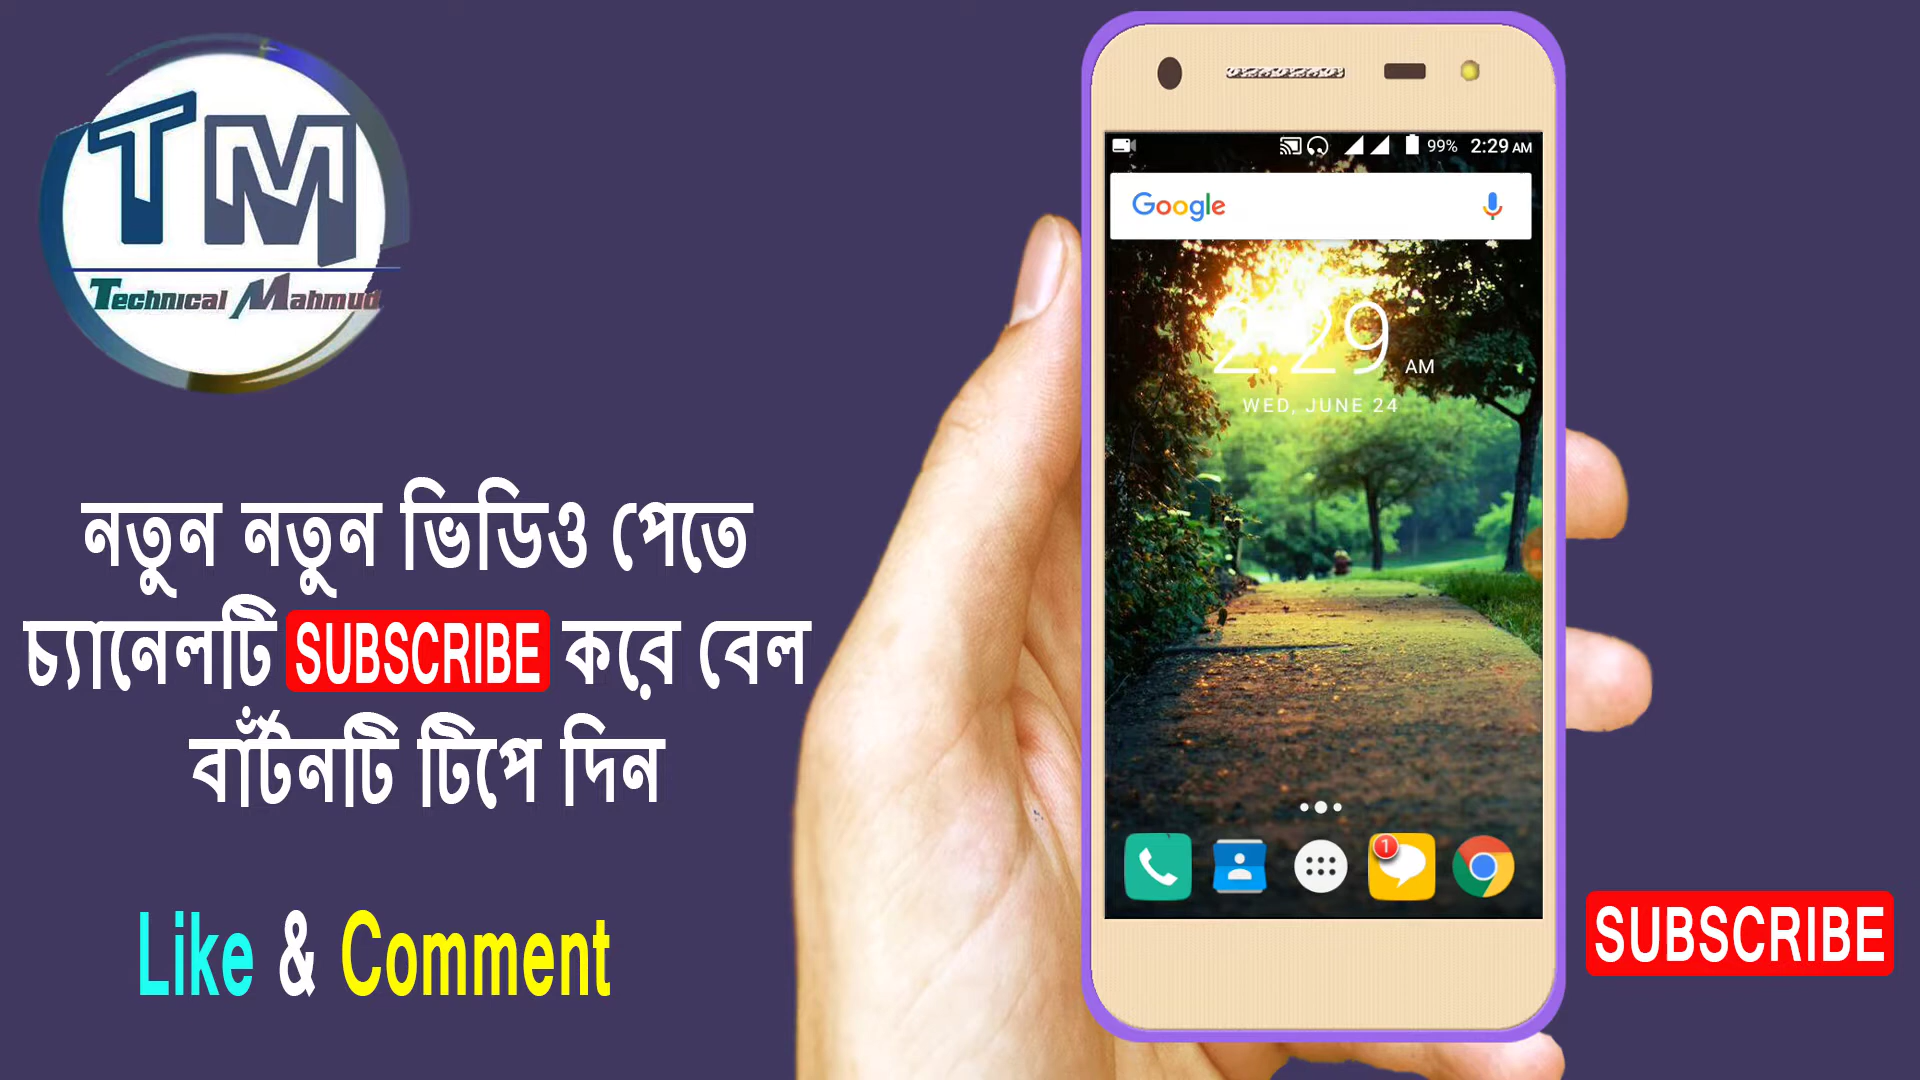 TM
Technical Mahmud
নতুন নতুন ভিডিও পেতে
চ্যানেলটি SUBSCRIBE করে বেল
বাঁটনটি টিপে দিন
Like & Comment
99% 2:29 AM
Google
2:29 AM
WED, JUNE 24
1
SUBSCRIBE